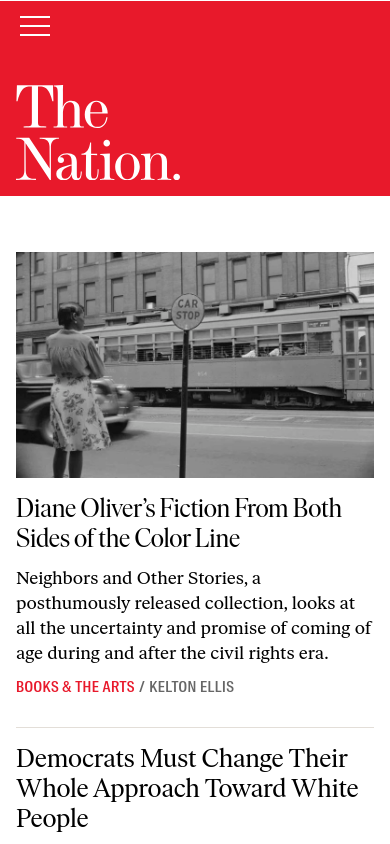 The
Nation.
CAR
STOP
Diane Oliver’s Fiction From Both
Sides of the Color Line
Neighbors and Other Stories, a
posthumously released collection, looks at
all the uncertainty and promise of coming of
age during and after the civil rights era.
BOOKS & THE ARTS / KELTON ELLIS
Democrats Must Change Their
Whole Approach Toward White
People